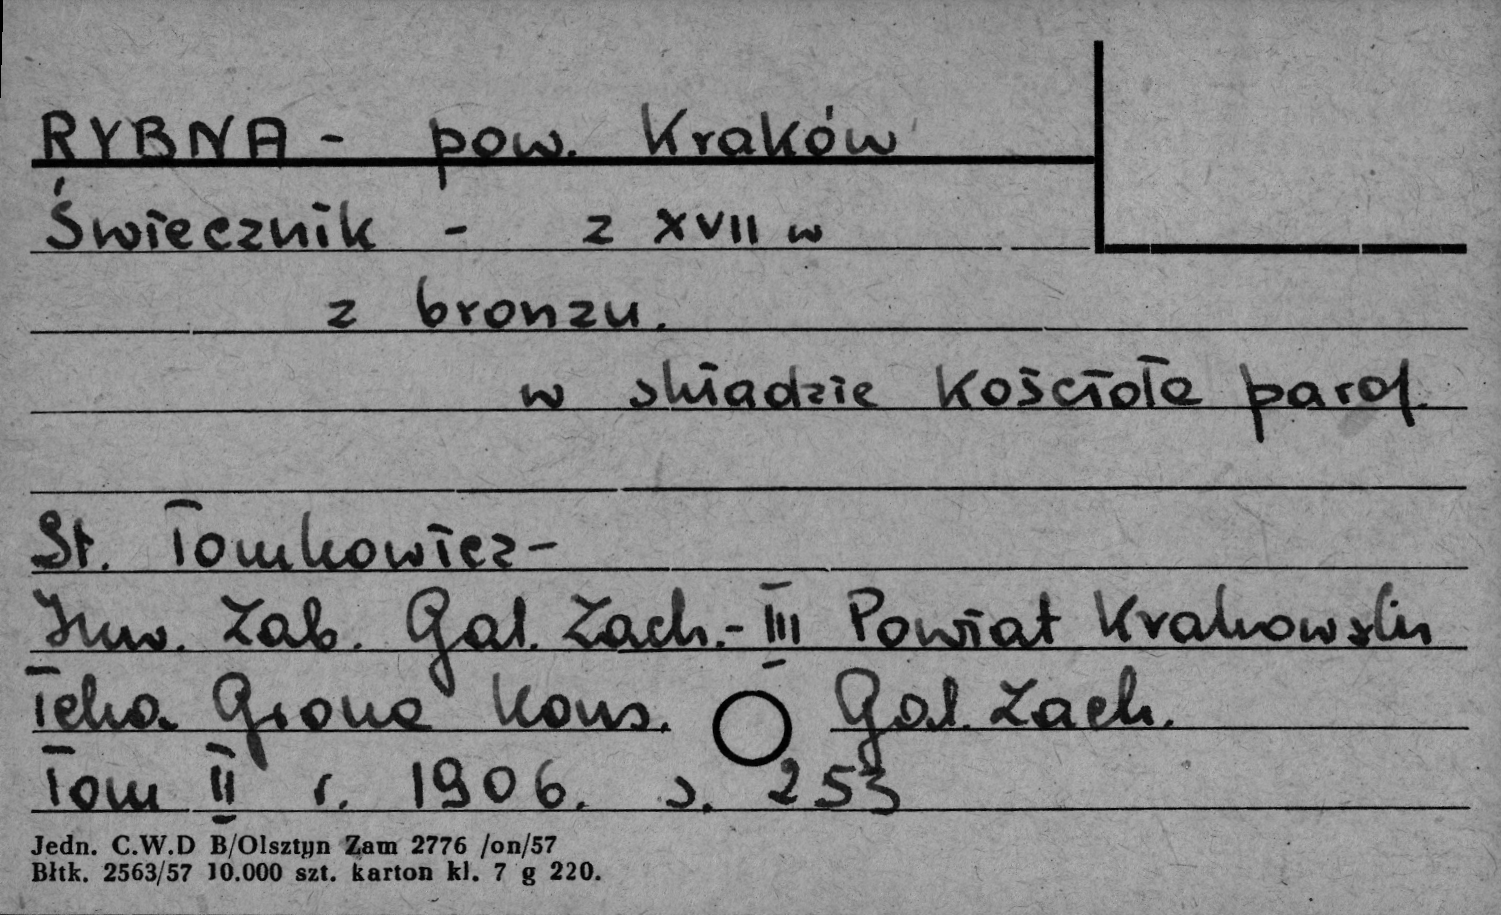 RYBNA - pow. Kraków
Świecznik - z XVII w
z bronzu.
w składzie Kościoła paraf.
St. Tomkowicz -
Inw. Zab. Gal. Zach. - III Powiat Krakowski
Teka Grona Kons. Gal. Zach.
Tom II r. 1906. s. 253
Jedn. C.W.D B/Olsztyn Zam 2776 /on/57
Błtk. 2563/57 10.000 szt. karton kl. 7 g 220.